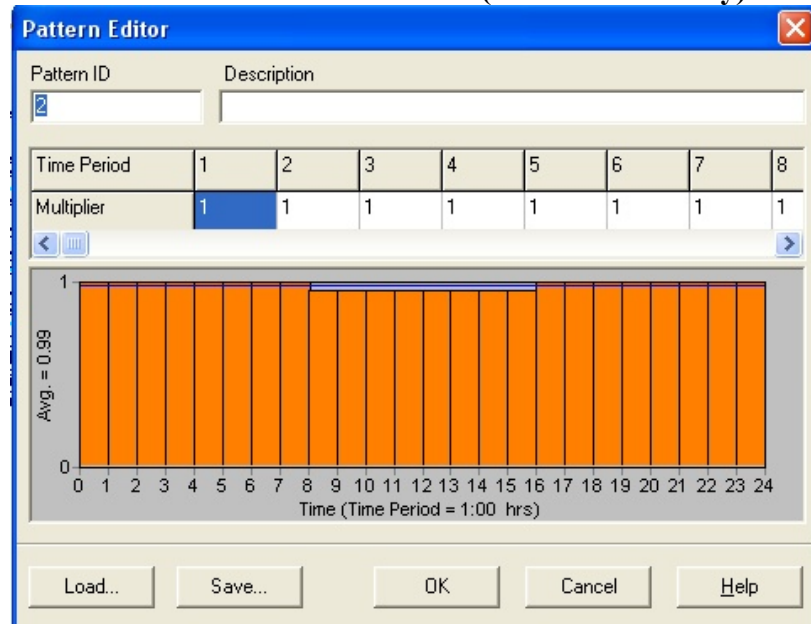 Pattern Editor
Pattern ID Description
2
Time Period 1 2 3 4 5 6 7 8
Multiplier 1 1 1 1 1 1 1 1
1
Avg. = 0.99
0
0 1 2 3 4 5 6 7 8 9 10 11 12 13 14 15 16 17 18 19 20 21 22 23 24
Time (Time Period = 1:00 hrs)
Load... Save... OK Cancel Help